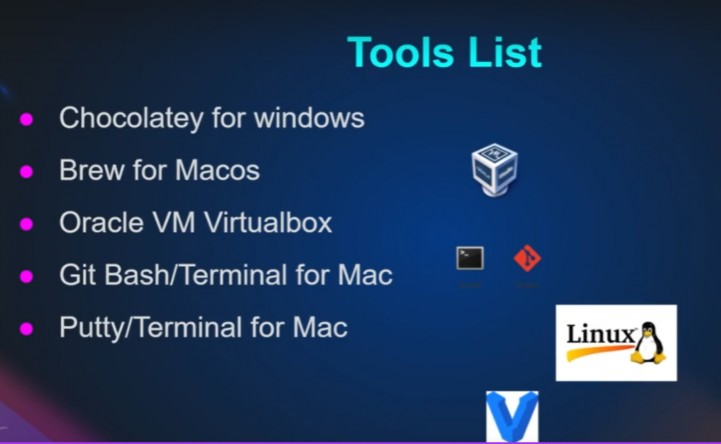 Tools List
Chocolatey for windows
Brew for Macos
Oracle VM Virtualbox
Git Bash/Terminal for Mac
Putty/Terminal for Mac
Linux